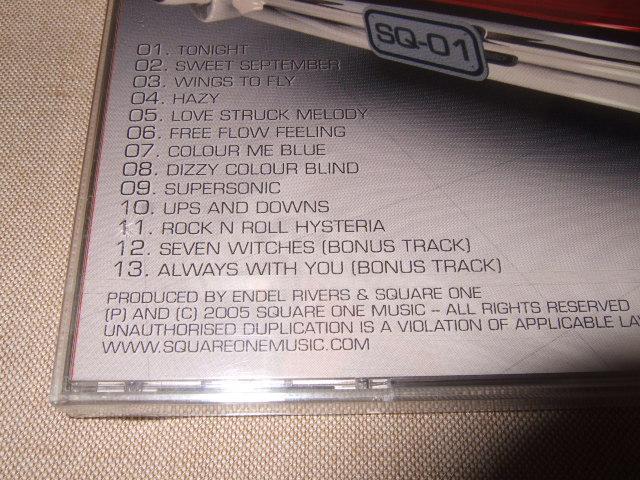 SQ-01
01. TONIGHT
02. SWEET SEPTEMBER
03. WINGS TO FLY
04. HAZY
05. LOVE STRUCK MELODY
06. FREE FLOW FEELING
07. COLOUR ME BLUE
08. DIZZY COLOUR BLIND
09. SUPERSONIC
10. UPS AND DOWNS
11. ROCK N ROLL HYSTERIA
12. SEVEN WITCHES (BONUS TRACK)
13. ALWAYS WITH YOU (BONUS TRACK)
PRODUCED BY ENDEL RIVERS & SQUARE ONE
(P) AND (C) 2005 SQUARE ONE MUSIC – ALL RIGHTS RESERVED
UNAUTHORISED DUPLICATION IS A VIOLATION OF APPLICABLE LA
WWW.SQUAREONEMUSIC.COM